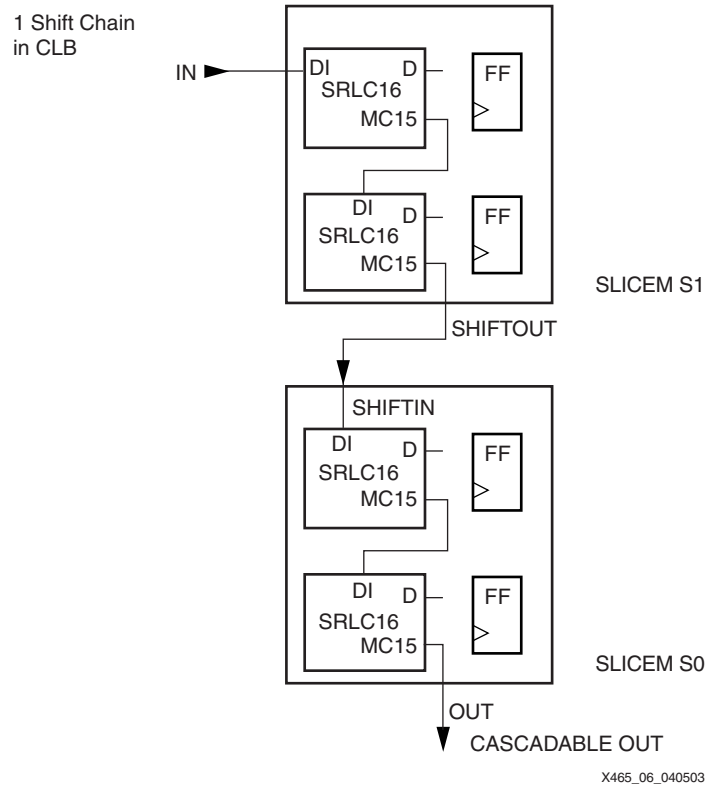 1 Shift Chain
in CLB
IN
DI D
SRLC16
MC15
FF
DI D
SRLC16
MC15
FF
SLICEM S1
SHIFTOUT
SHIFTIN
DI D
SRLC16
MC15
FF
DI D
SRLC16
MC15
FF
SLICEM S0
OUT
CASCADABLE OUT
X465_06_040503